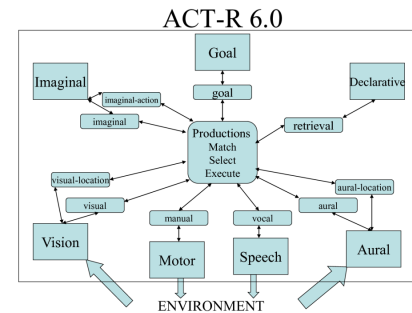 ACT-R 6.0
Goal
Imaginal
Declarative
goal
imaginal-action
imaginal
retrieval
Productions
Match
Select
Execute
visual-location
aural-location
visual
aural
manual
vocal
Vision
Motor
Speech
Aural
ENVIRONMENT